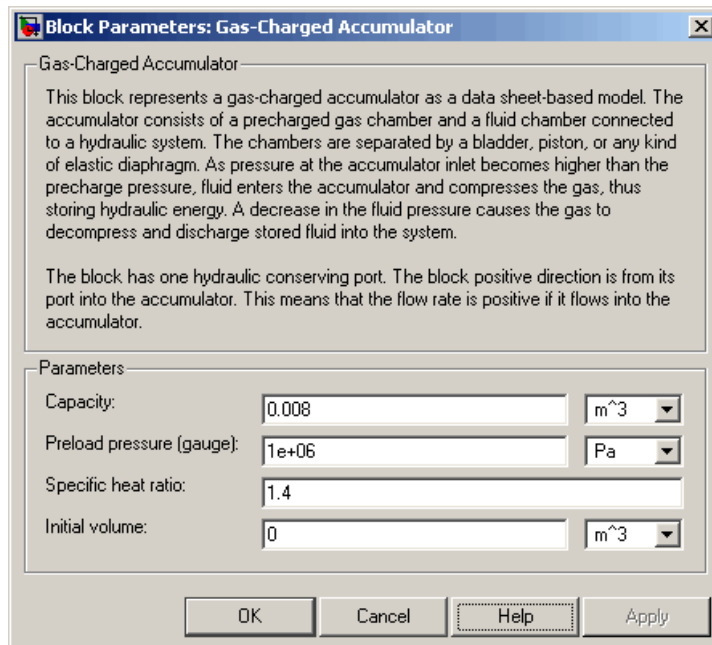 Block Parameters: Gas-Charged Accumulator
Gas-Charged Accumulator
This block represents a gas-charged accumulator as a data sheet-based model. The
accumulator consists of a precharged gas chamber and a fluid chamber connected
to a hydraulic system. The chambers are separated by a bladder, piston, or any kind
of elastic diaphragm. As pressure at the accumulator inlet becomes higher than the
precharge pressure, fluid enters the accumulator and compresses the gas, thus
storing hydraulic energy. A decrease in the fluid pressure causes the gas to
decompress and discharge stored fluid into the system.
The block has one hydraulic conserving port. The block positive direction is from its
port into the accumulator. This means that the flow rate is positive if it flows into the
accumulator.
Parameters
Capacity: 0.008 m^3
Preload pressure (gauge): 1e+06 Pa
Specific heat ratio: 1.4
Initial volume: 0 m^3
OK Cancel Help Apply